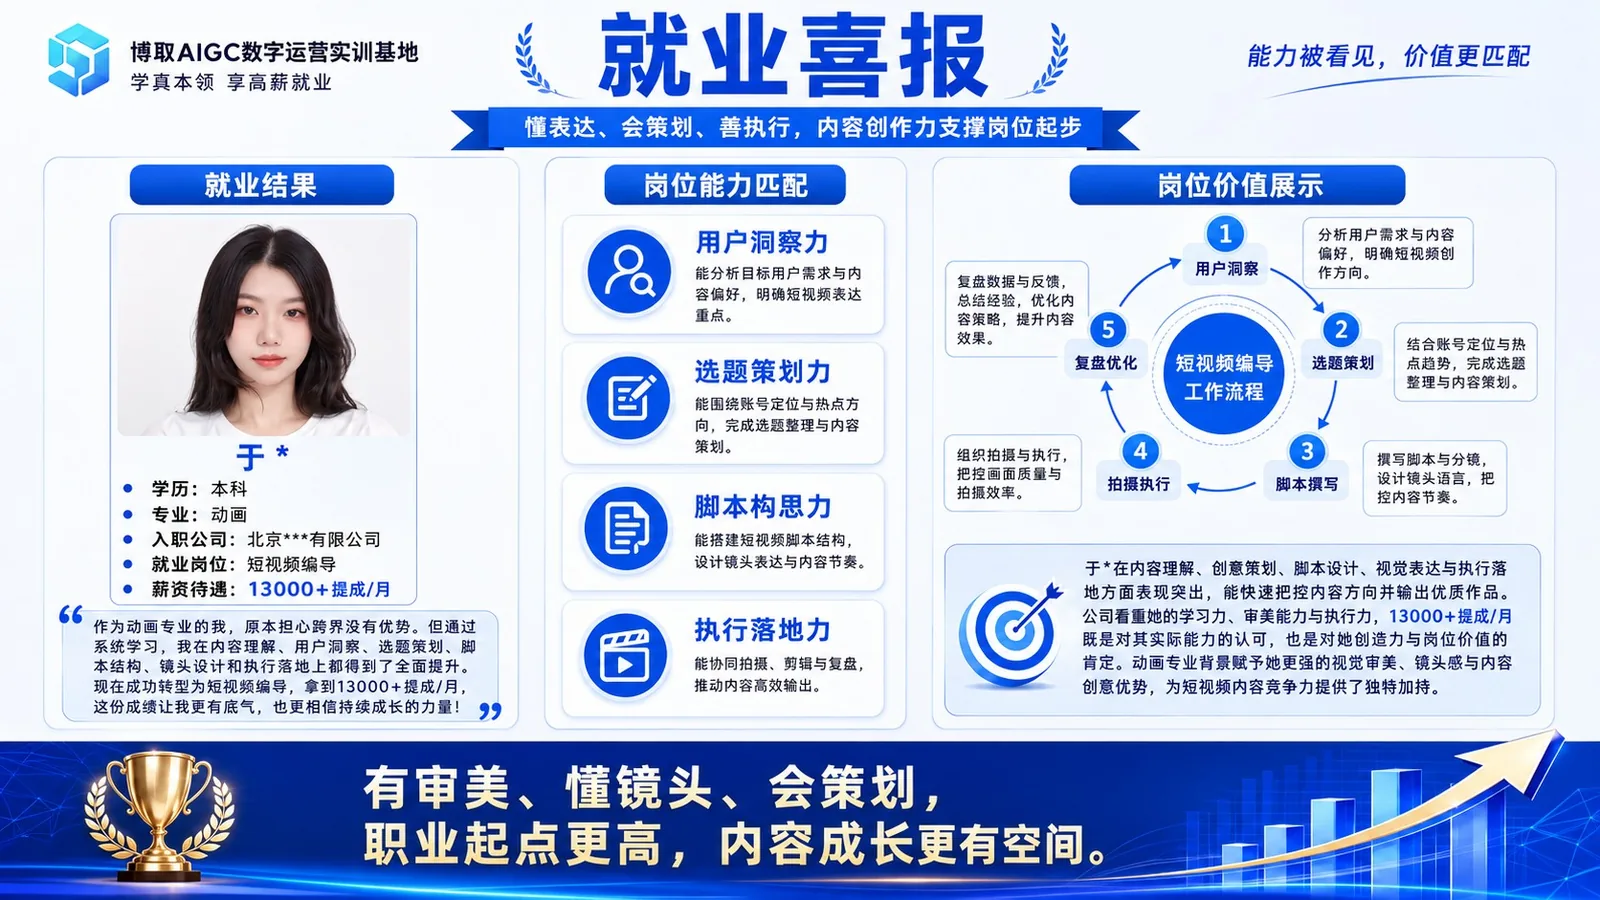 博取AIGC数字运营实训基地
学真本领 享高薪就业
就业喜报
能力被看见，价值更匹配
懂表达、会策划、善执行，内容创作力支撑岗位起步
就业结果
于 *
学历：本科
专业：动画
入职公司：北京***有限公司
就业岗位：短视频编导
薪资待遇：13000+提成/月
“作为动画专业的我，原本担心跨界没有优势。但通过
系统学习，我在内容理解、用户洞察、选题策划、脚
本结构、镜头设计和执行落地上都得到了全面提升。
现在成功转型为短视频编导，拿到13000+提成/月，
这份成绩让我更有底气，也更相信持续成长的力量！”
岗位能力匹配
用户洞察力
能分析目标用户需求与内
容偏好，明确短视频表达
重点。
选题策划力
能围绕账号定位与热点方
向，完成选题整理与内容
策划。
脚本构思力
能搭建短视频脚本结构，
设计镜头表达与内容节奏。
执行落地力
能协同拍摄、剪辑与复盘，
推动内容高效输出。
岗位价值展示
短视频编导
工作流程
1
用户洞察
分析用户需求与内容
偏好，明确短视频创
作方向。
2
选题策划
结合账号定位与热
点趋势，完成选题
整理与内容策划。
3
脚本撰写
撰写脚本与分镜，
设计镜头语言，把
控内容节奏。
4
拍摄执行
组织拍摄与执行，
把控画面质量与
拍摄效率。
5
复盘优化
复盘数据与反馈，
总结经验，优化内
容策略，提升内容
效果。
于*在内容理解、创意策划、脚本设计、视觉表达与执行落
地方面表现突出，能快速把控内容方向并输出优质作品。
公司看重她的学习力、审美能力与执行力，13000+提成/月
既是对其实际能力的认可，也是对她创造力与岗位价值的
肯定。动画专业背景赋予她更强的视觉审美、镜头感与内容
创意优势，为短视频内容竞争力提供了独特加持。
有审美、懂镜头、会策划，
职业起点更高，内容成长更有空间。